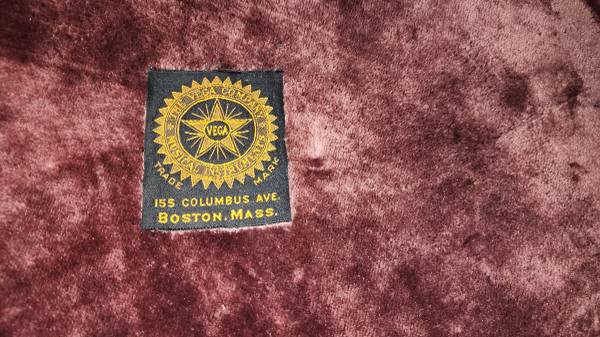 THE VEGA COMPANY
VEGA
MUSICAL INSTRUMENTS
TRADE MARK
155 COLUMBUS AVE.
BOSTON, MASS.